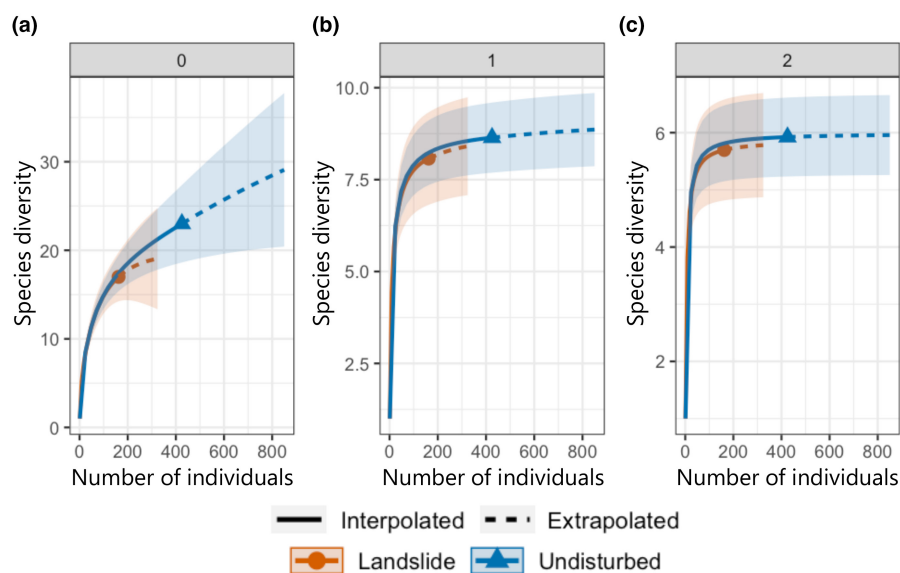 (a) (b) (c)
0 1 2
Species diversity
30
20
10
0
0 200 400 600 800
Number of individuals
Species diversity
10.0
7.5
5.0
2.5
0 200 400 600 800
Number of individuals
Species diversity
6
4
2
0 200 400 600 800
Number of individuals
Interpolated Extrapolated
Landslide Undisturbed